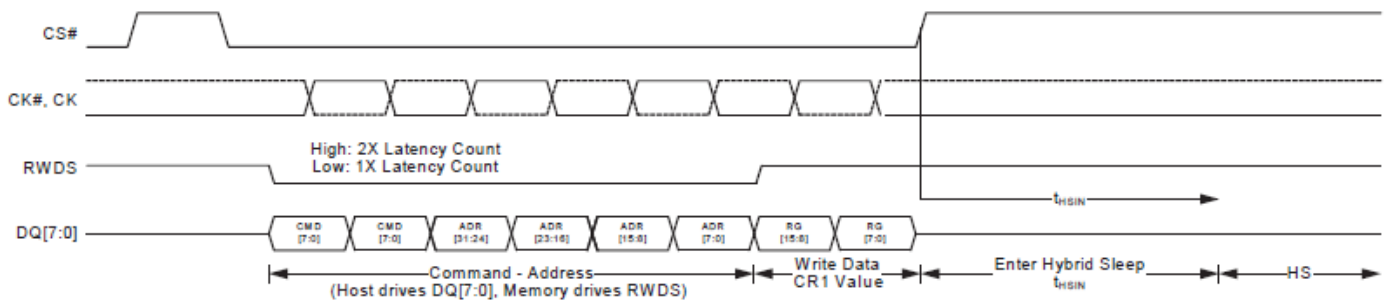 CS#
CK#, CK
High: 2X Latency Count
Low: 1X Latency Count
RWDS
tHSIN
DQ[7:0]
CMD [7:0]
CMD [7:0]
ADR [31:24]
ADR [23:16]
ADR [15:8]
ADR [7:0]
RG [15:8]
RG [7:0]
Command - Address
(Host drives DQ[7:0], Memory drives RWDS)
Write Data
CR1 Value
Enter Hybrid Sleep
tHSIN
HS